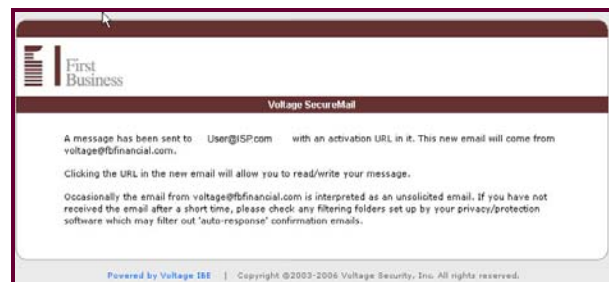 First
Business
Voltage SecureMail
A message has been sent to User@ISP.com with an activation URL in it. This new email will come from
voltage@fbfinancial.com.
Clicking the URL in the new email will allow you to read/write your message.
Occasionally the email from voltage@fbfinancial.com is interpreted as an unsolicited email. If you have not
received the email after a short time, please check any filtering folders set up by your privacy/protection
software which may filter out 'auto-response' confirmation emails.
Powered by Voltage IBE | Copyright ©2003-2006 Voltage Security, Inc. All rights reserved.